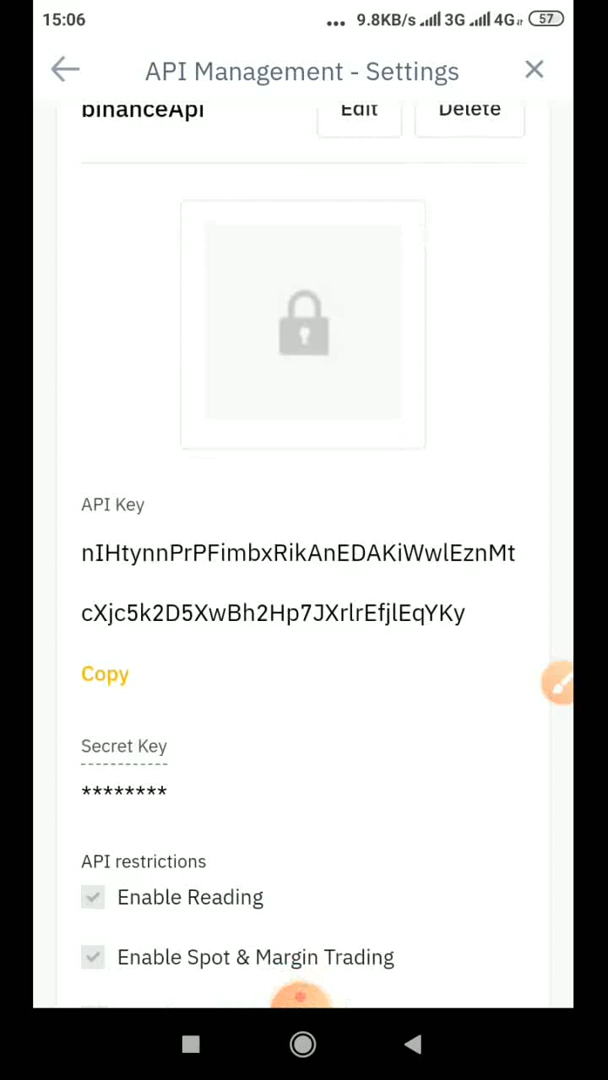 15:06 ... 9.8KB/s 3G 4G 57
API Management - Settings
binanceApi Edit Delete
API Key
nIHtynnPrPFimbxRikAnEDAKiWwlEznMt
cXjc5k2D5XwBh2Hp7JXrlrEfjlEqYKy
Copy
Secret Key
********
API restrictions
Enable Reading
Enable Spot & Margin Trading